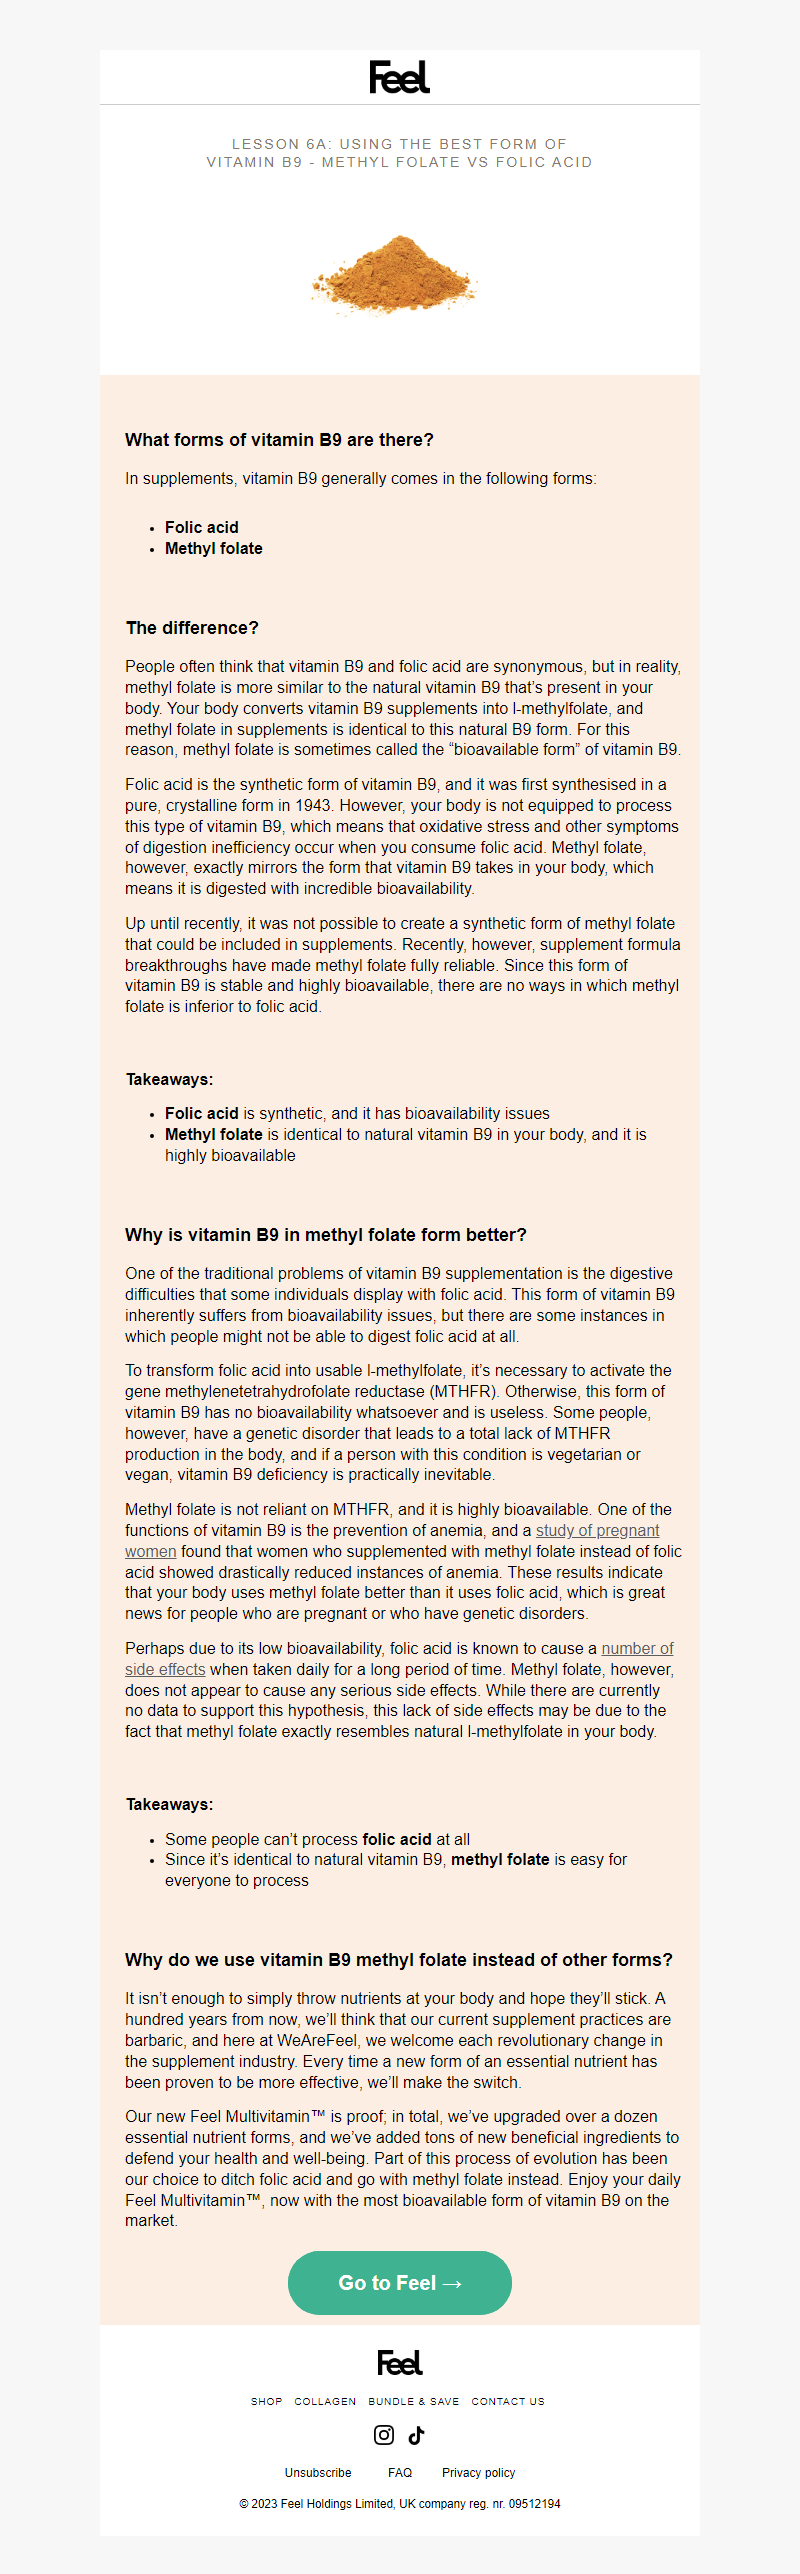 Feel
LESSON 6A: USING THE BEST FORM OF
VITAMIN B9 - METHYL FOLATE VS FOLIC ACID
What forms of vitamin B9 are there?
In supplements, vitamin B9 generally comes in the following forms:
• Folic acid
• Methyl folate
The difference?
People often think that vitamin B9 and folic acid are synonymous, but in reality,
methyl folate is more similar to the natural vitamin B9 that’s present in your
body. Your body converts vitamin B9 supplements into l-methylfolate, and
methyl folate in supplements is identical to this natural B9 form. For this
reason, methyl folate is sometimes called the “bioavailable form” of vitamin B9.
Folic acid is the synthetic form of vitamin B9, and it was first synthesised in a
pure, crystalline form in 1943. However, your body is not equipped to process
this type of vitamin B9, which means that oxidative stress and other symptoms
of digestion inefficiency occur when you consume folic acid. Methyl folate,
however, exactly mirrors the form that vitamin B9 takes in your body, which
means it is digested with incredible bioavailability.
Up until recently, it was not possible to create a synthetic form of methyl folate
that could be included in supplements. Recently, however, supplement formula
breakthroughs have made methyl folate fully reliable. Since this form of
vitamin B9 is stable and highly bioavailable, there are no ways in which methyl
folate is inferior to folic acid.
Takeaways:
• Folic acid is synthetic, and it has bioavailability issues
• Methyl folate is identical to natural vitamin B9 in your body, and it is
highly bioavailable
Why is vitamin B9 in methyl folate form better?
One of the traditional problems of vitamin B9 supplementation is the digestive
difficulties that some individuals display with folic acid. This form of vitamin B9
inherently suffers from bioavailability issues, but there are some instances in
which people might not be able to digest folic acid at all.
To transform folic acid into usable l-methylfolate, it’s necessary to activate the
gene methylenetetrahydrofolate reductase (MTHFR). Otherwise, this form of
vitamin B9 has no bioavailability whatsoever and is useless. Some people,
however, have a genetic disorder that leads to a total lack of MTHFR
production in the body, and if a person with this condition is vegetarian or
vegan, vitamin B9 deficiency is practically inevitable.
Methyl folate is not reliant on MTHFR, and it is highly bioavailable. One of the
functions of vitamin B9 is the prevention of anemia, and a study of pregnant
women found that women who supplemented with methyl folate instead of folic
acid showed drastically reduced instances of anemia. These results indicate
that your body uses methyl folate better than it uses folic acid, which is great
news for people who are pregnant or who have genetic disorders.
Perhaps due to its low bioavailability, folic acid is known to cause a number of
side effects when taken daily for a long period of time. Methyl folate, however,
does not appear to cause any serious side effects. While there are currently
no data to support this hypothesis, this lack of side effects may be due to the
fact that methyl folate exactly resembles natural l-methylfolate in your body.
Takeaways:
• Some people can’t process folic acid at all
• Since it’s identical to natural vitamin B9, methyl folate is easy for
everyone to process
Why do we use vitamin B9 methyl folate instead of other forms?
It isn’t enough to simply throw nutrients at your body and hope they’ll stick. A
hundred years from now, we’ll think that our current supplement practices are
barbaric, and here at WeAreFeel, we welcome each revolutionary change in
the supplement industry. Every time a new form of an essential nutrient has
been proven to be more effective, we’ll make the switch.
Our new Feel Multivitamin™ is proof; in total, we’ve upgraded over a dozen
essential nutrient forms, and we’ve added tons of new beneficial ingredients to
defend your health and well-being. Part of this process of evolution has been
our choice to ditch folic acid and go with methyl folate instead. Enjoy your daily
Feel Multivitamin™, now with the most bioavailable form of vitamin B9 on the
market.
Go to Feel →
Feel
SHOP COLLAGEN BUNDLE & SAVE CONTACT US
Unsubscribe FAQ Privacy policy
© 2023 Feel Holdings Limited, UK company reg. nr. 09512194